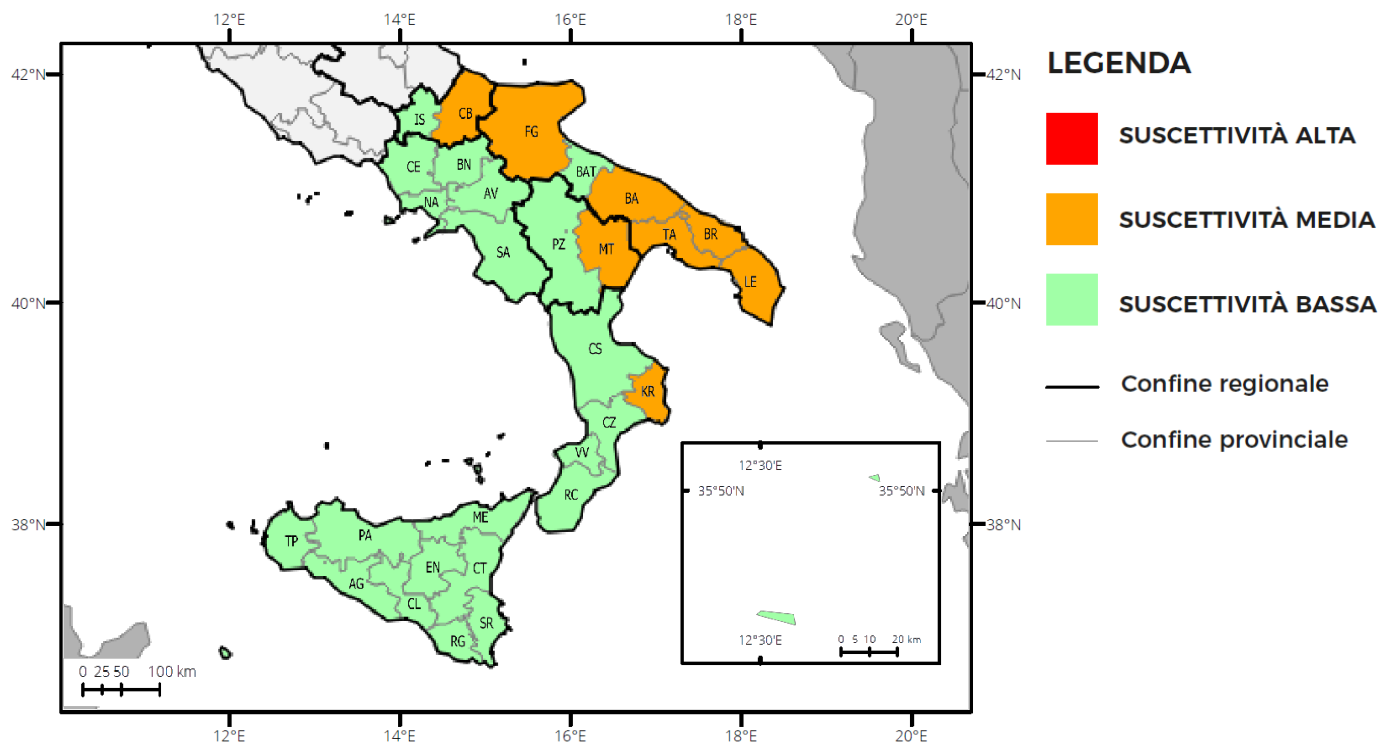 12°E 14°E 16°E 18°E 20°E
42°N 42°N
LEGENDA
SUSCETTIVITÀ ALTA
SUSCETTIVITÀ MEDIA
SUSCETTIVITÀ BASSA
Confine regionale
Confine provinciale
IS CB FG
CE BN BAT
NA AV BA
SA PZ MT TA BR
LE
40°N 40°N
CS
KR
CZ
VV
RC
38°N 38°N
ME
TP PA
EN CT
AG
CL
SR
RG
12°30'E
35°50'N 35°50'N
12°30'E
0 5 10 20 km
0 25 50 100 km
12°E 14°E 16°E 18°E 20°E